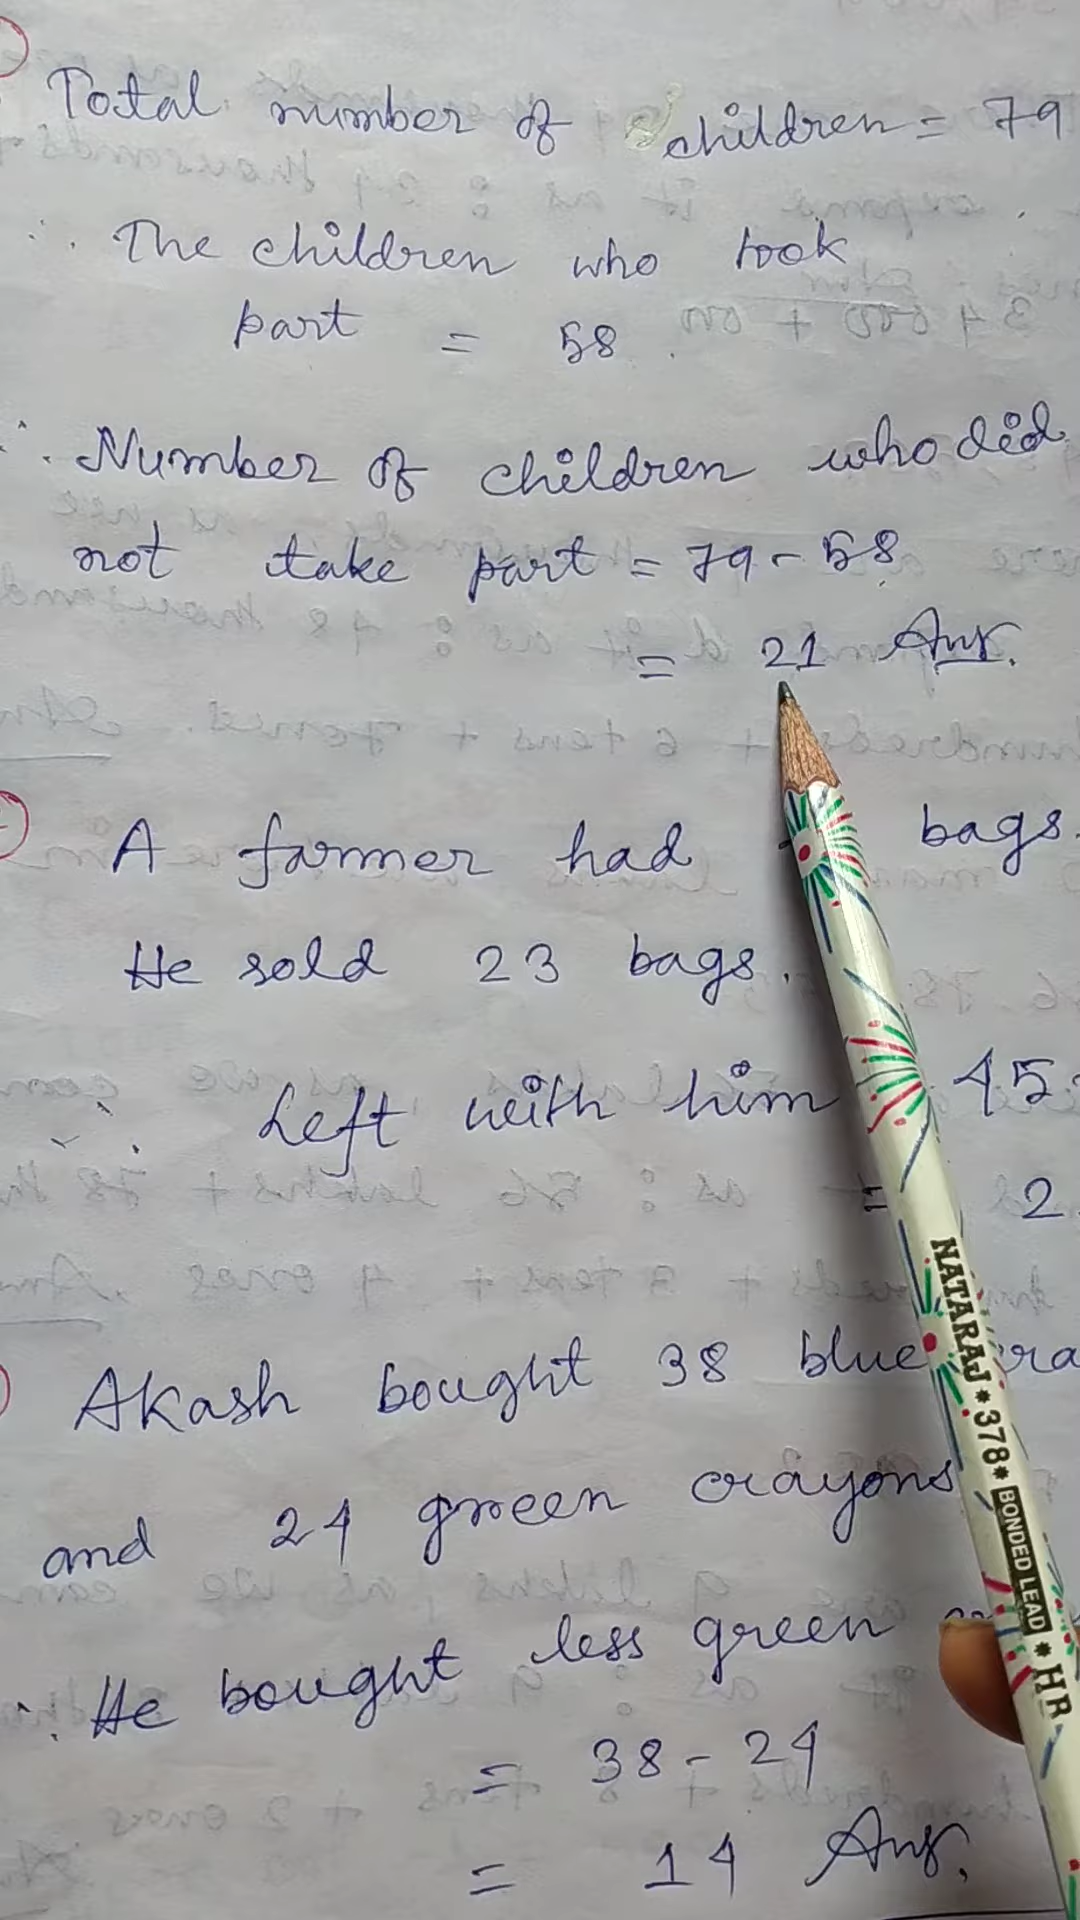 Total number of children = 79
∴ The children who took
part = 58.
∴ Number of children who did
not take part = 79 - 58
= 21 Ans.
A farmer had bags.
He sold 23 bags.
∴ Left with him 45
= 2
Akash bought 38 blue
and 24 green crayons
∴ He bought less green
= 38 - 24
= 14 Ans.
NATARAJ * 378 * BONDED LEAD * HR